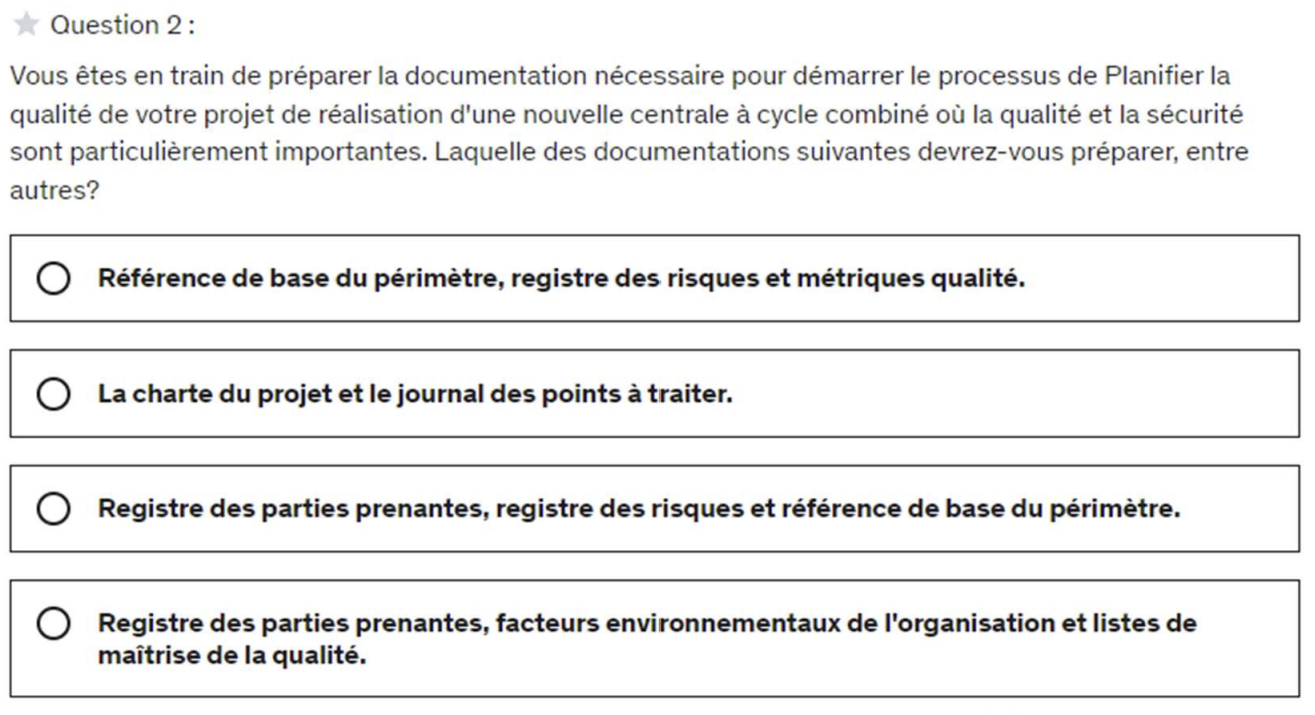 Question 2 :
Vous êtes en train de préparer la documentation nécessaire pour démarrer le processus de Planifier la
qualité de votre projet de réalisation d'une nouvelle centrale à cycle combiné où la qualité et la sécurité
sont particulièrement importantes. Laquelle des documentations suivantes devrez-vous préparer, entre
autres?
Référence de base du périmètre, registre des risques et métriques qualité.
La charte du projet et le journal des points à traiter.
Registre des parties prenantes, registre des risques et référence de base du périmètre.
Registre des parties prenantes, facteurs environnementaux de l'organisation et listes de
maîtrise de la qualité.